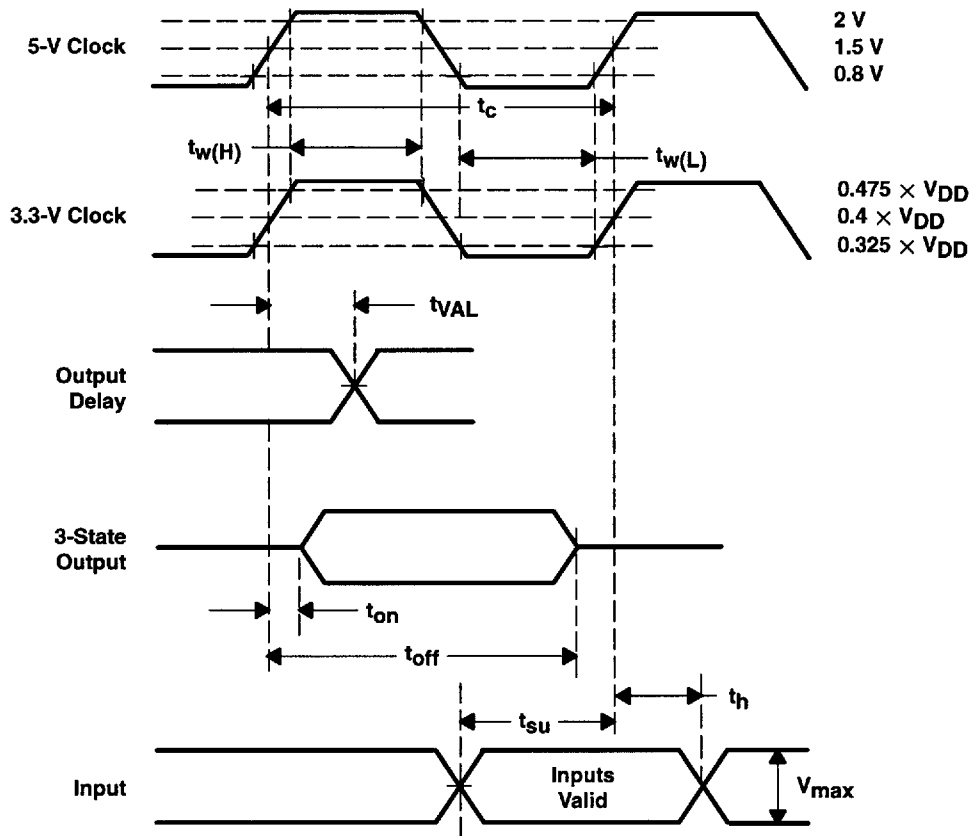 2 V
5-V Clock
1.5 V
0.8 V
tc
tw(H)
tw(L)
0.475 × VDD
3.3-V Clock
0.4 × VDD
0.325 × VDD
tVAL
Output
Delay
3-State
Output
ton
toff
th
tsu
Input
Inputs
Valid
Vmax